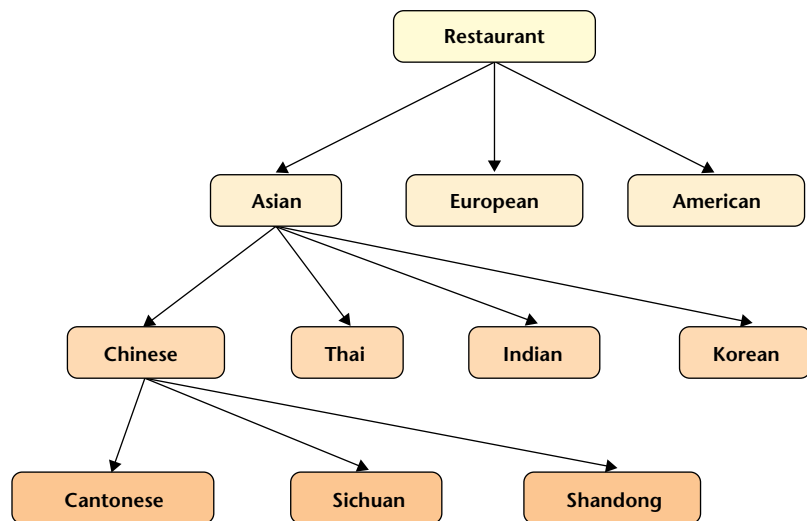 Restaurant
Asian
European
American
Chinese
Thai
Indian
Korean
Cantonese
Sichuan
Shandong